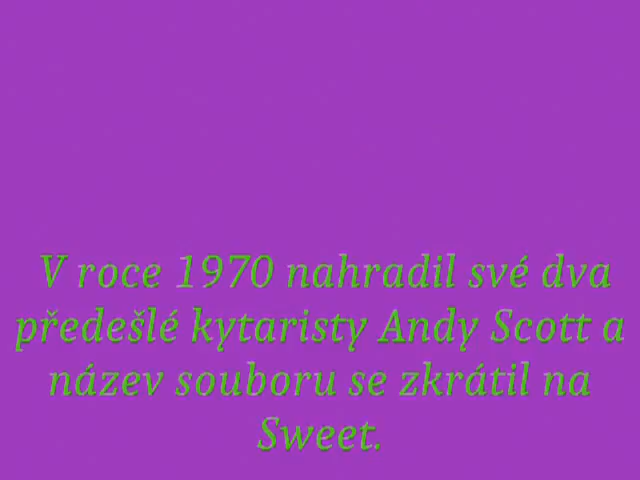 V roce 1970 nahradil své dva
předešlé kytaristy Andy Scott a
název souboru se zkrátil na
Sweet.